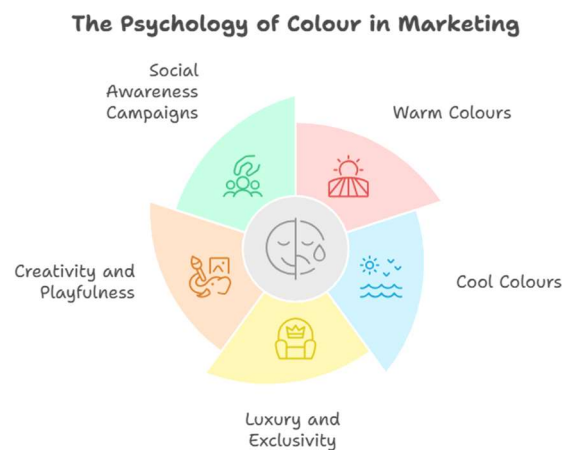 The Psychology of Colour in Marketing
Social
Awareness
Campaigns
Warm Colours
Creativity and
Playfulness
Cool Colours
Luxury and
Exclusivity